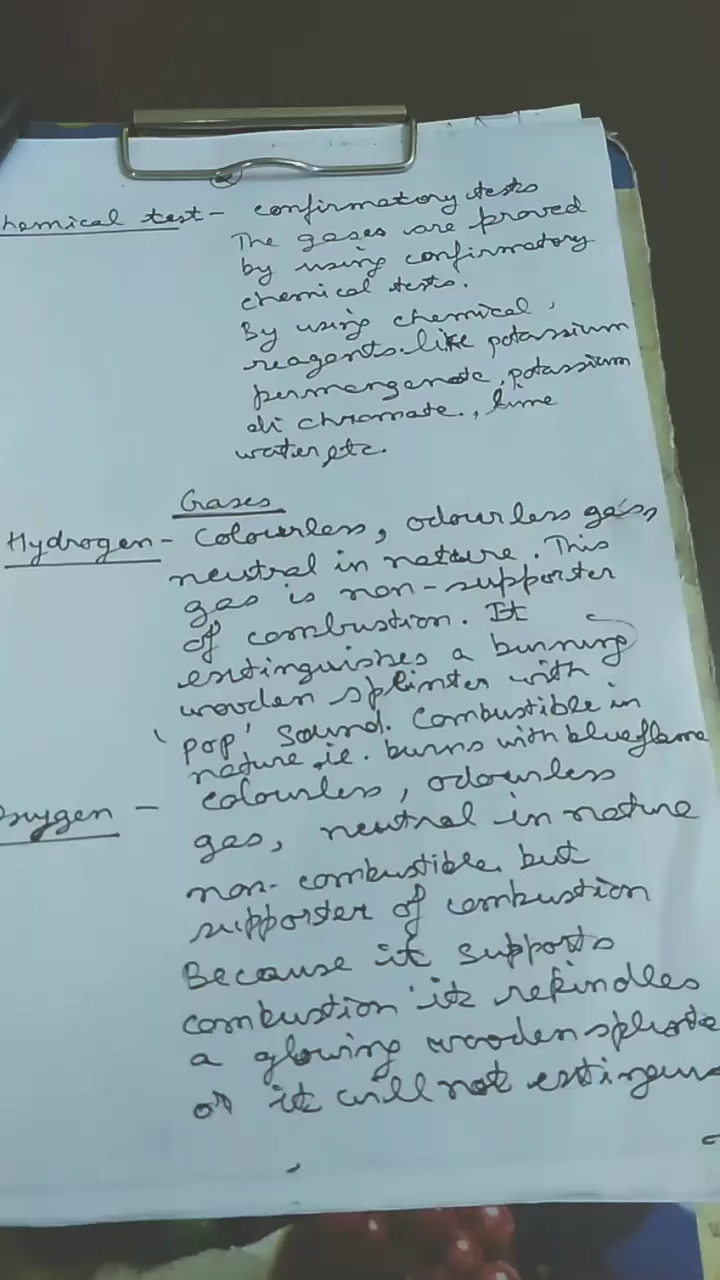 hemical test - confirmatory tests
The gases are proved
by using confirmatory
chemical tests.
By using chemical,
reagents like potassium
permanganate, potassium
di chromate., lime
water etc.
Gases
Hydrogen - Colourless, odourless gas,
neutral in nature. This
gas is non-supporter
of combustion. It
extinguishes a burning
wooden splinter with
'pop' sound. Combustible in
nature, ie. burns with blue flame
oxygen - colourless, odourless
gas, neutral in nature
non-combustible but
supporter of combustion
Because it supports
combustion it rekindles
a glowing wooden
or it will not